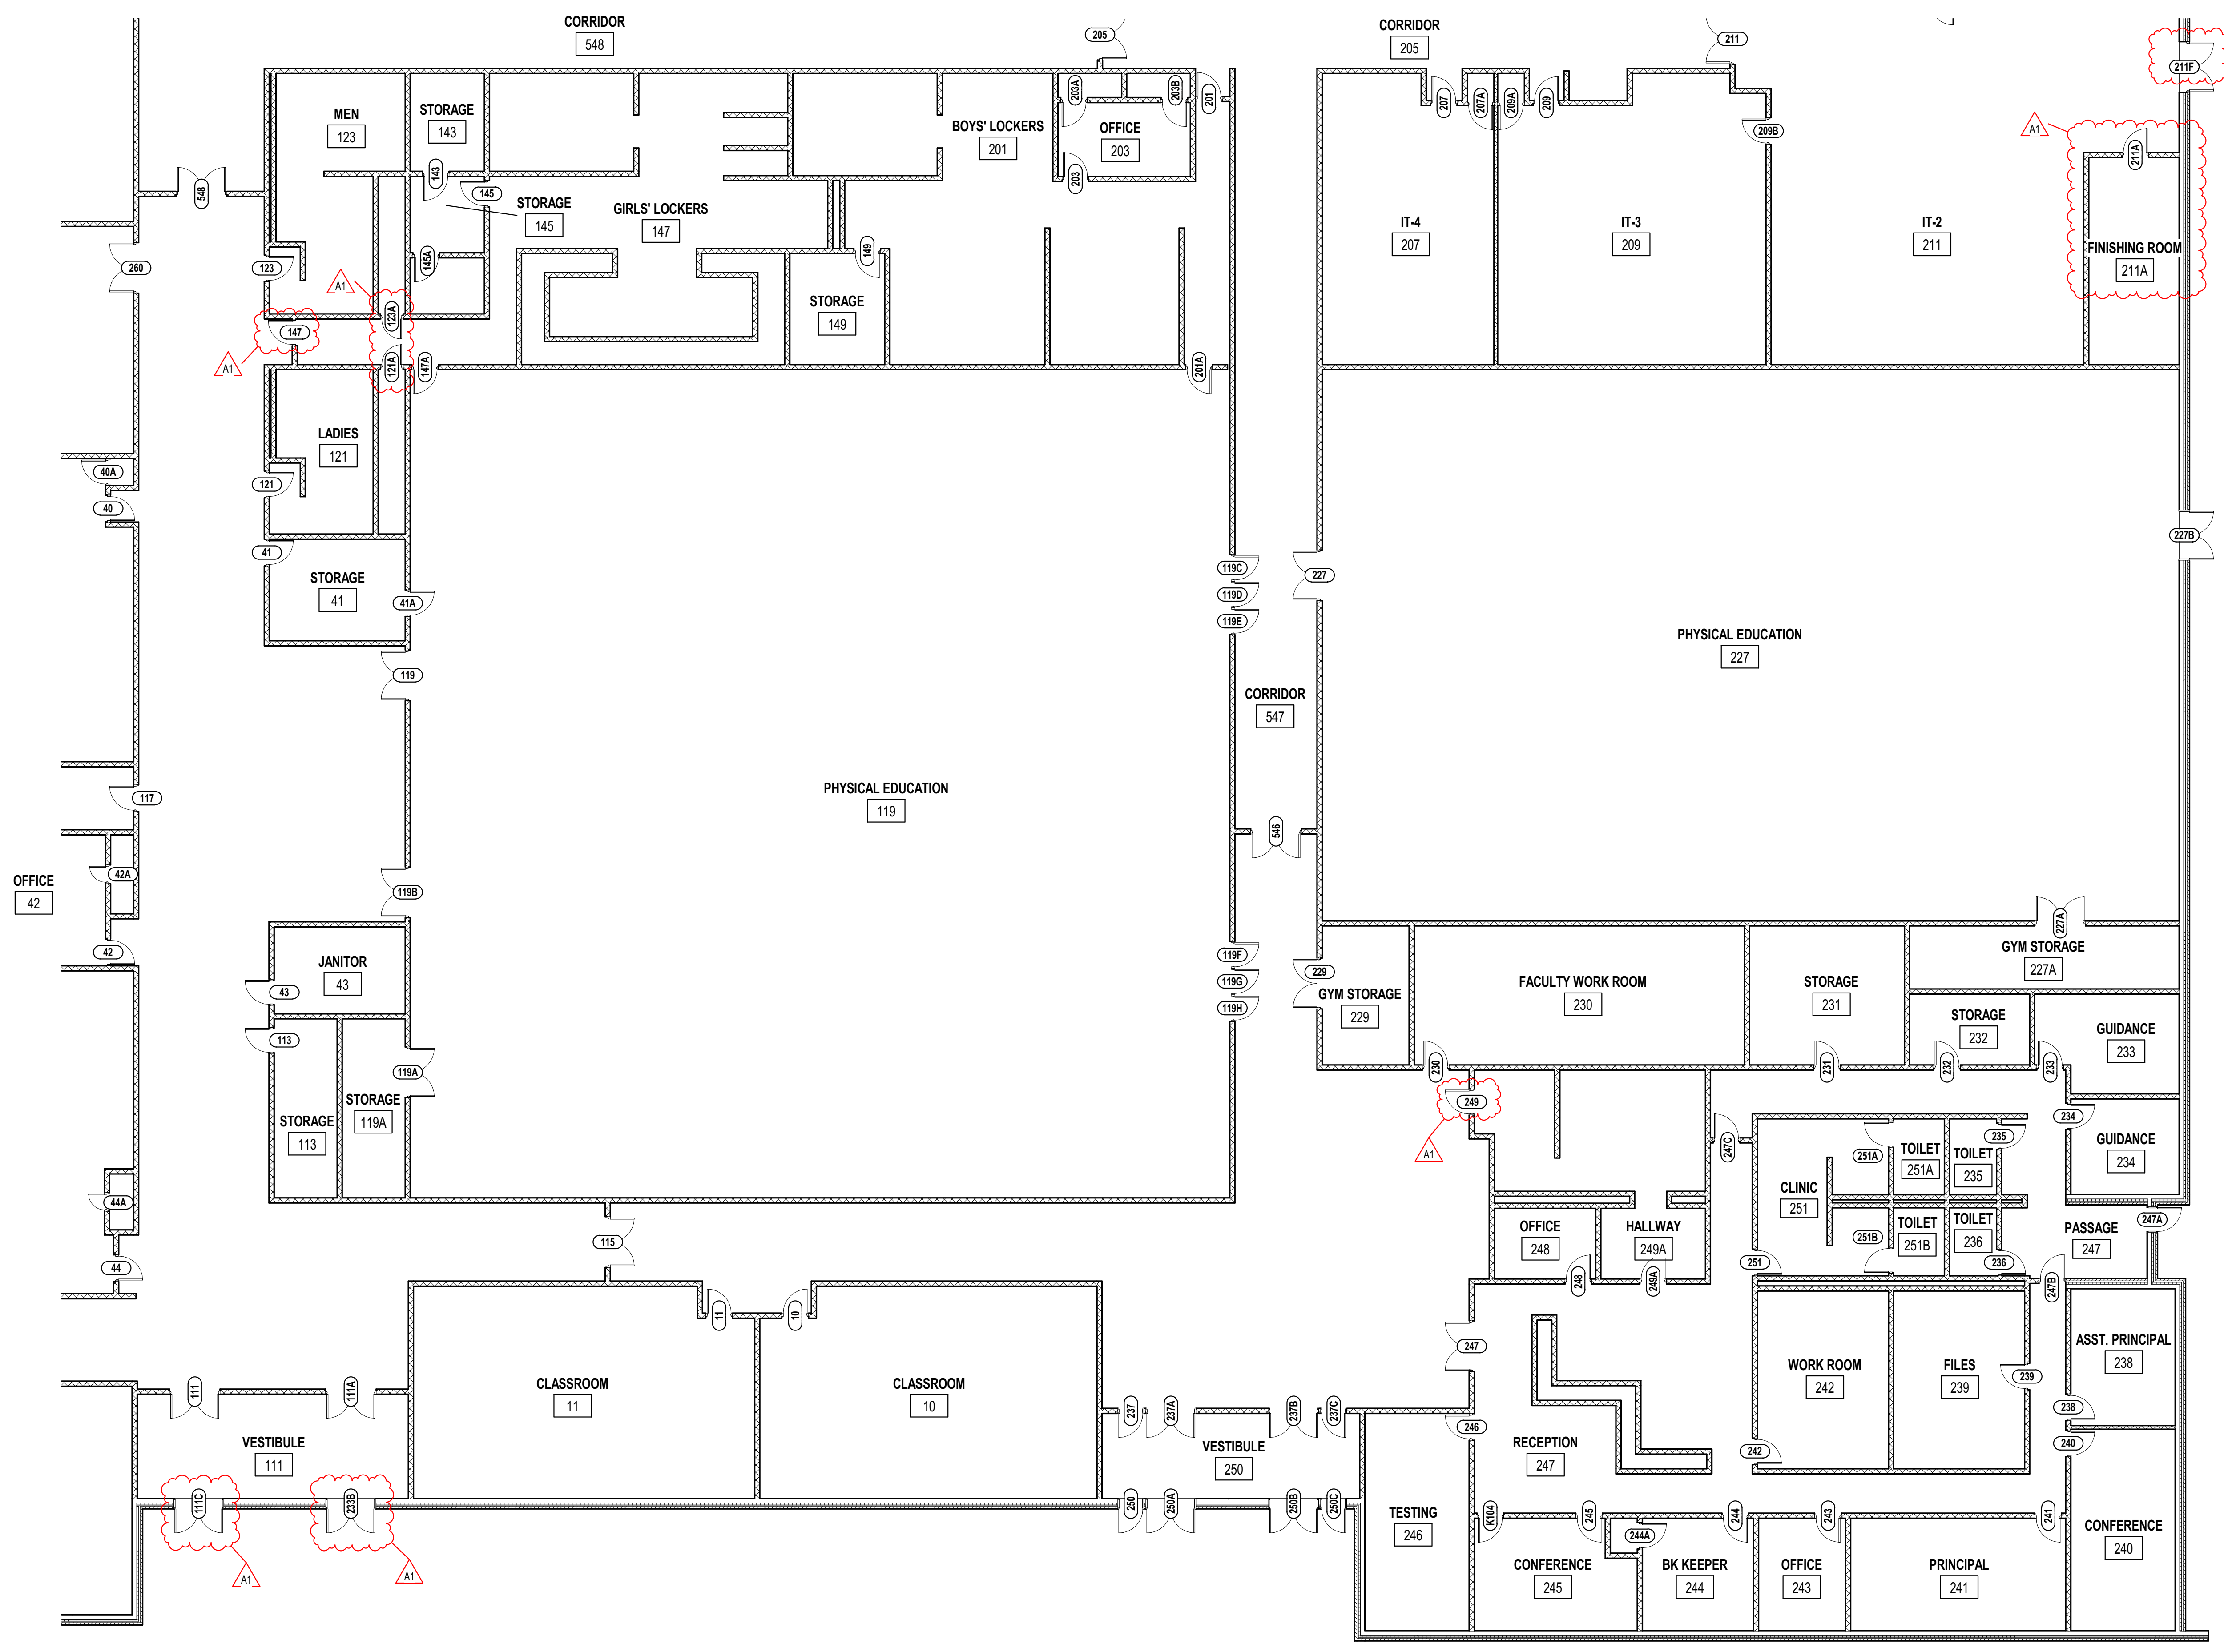 CORRIDOR
548
205
CORRIDOR
205
211
211F
MEN
123
STORAGE
143
BOYS' LOCKERS
201
203A
203B
201
OFFICE
203
207
207A
209A
209
209B
A1
211A
548
143
145
203
STORAGE
145
GIRLS' LOCKERS
147
IT-4
207
IT-3
209
IT-2
211
FINISHING ROOM
211A
260
123
145A
149
A1
STORAGE
149
147
123A
A1
121A
147A
201A
LADIES
121
40A
40
121
41
227B
STORAGE
41
41A
119C
119D
119E
227
PHYSICAL EDUCATION
227
119
CORRIDOR
547
PHYSICAL EDUCATION
119
117
546
OFFICE
42
42A
119B
42
227A
JANITOR
43
43
119F
119G
119H
229
GYM STORAGE
229
FACULTY WORK ROOM
230
STORAGE
231
GYM STORAGE
227A
STORAGE
232
GUIDANCE
233
113
119A
230
231
232
233
STORAGE
113
STORAGE
119A
249
A1
247C
234
GUIDANCE
234
235
251A
TOILET
251A
TOILET
235
CLINIC
251
44A
44
115
OFFICE
248
HALLWAY
249A
251B
TOILET
251B
TOILET
236
PASSAGE
247
247A
248
249A
251
236
247B
11
10
247
CLASSROOM
11
CLASSROOM
10
WORK ROOM
242
FILES
239
239
ASST. PRINCIPAL
238
111
111A
237
237A
237B
237C
246
238
VESTIBULE
111
VESTIBULE
250
RECEPTION
247
242
240
111C
233B
250
250A
250B
250C
TESTING
246
K104
245
244
243
241
244A
CONFERENCE
240
A1
A1
CONFERENCE
245
BK KEEPER
244
OFFICE
243
PRINCIPAL
241